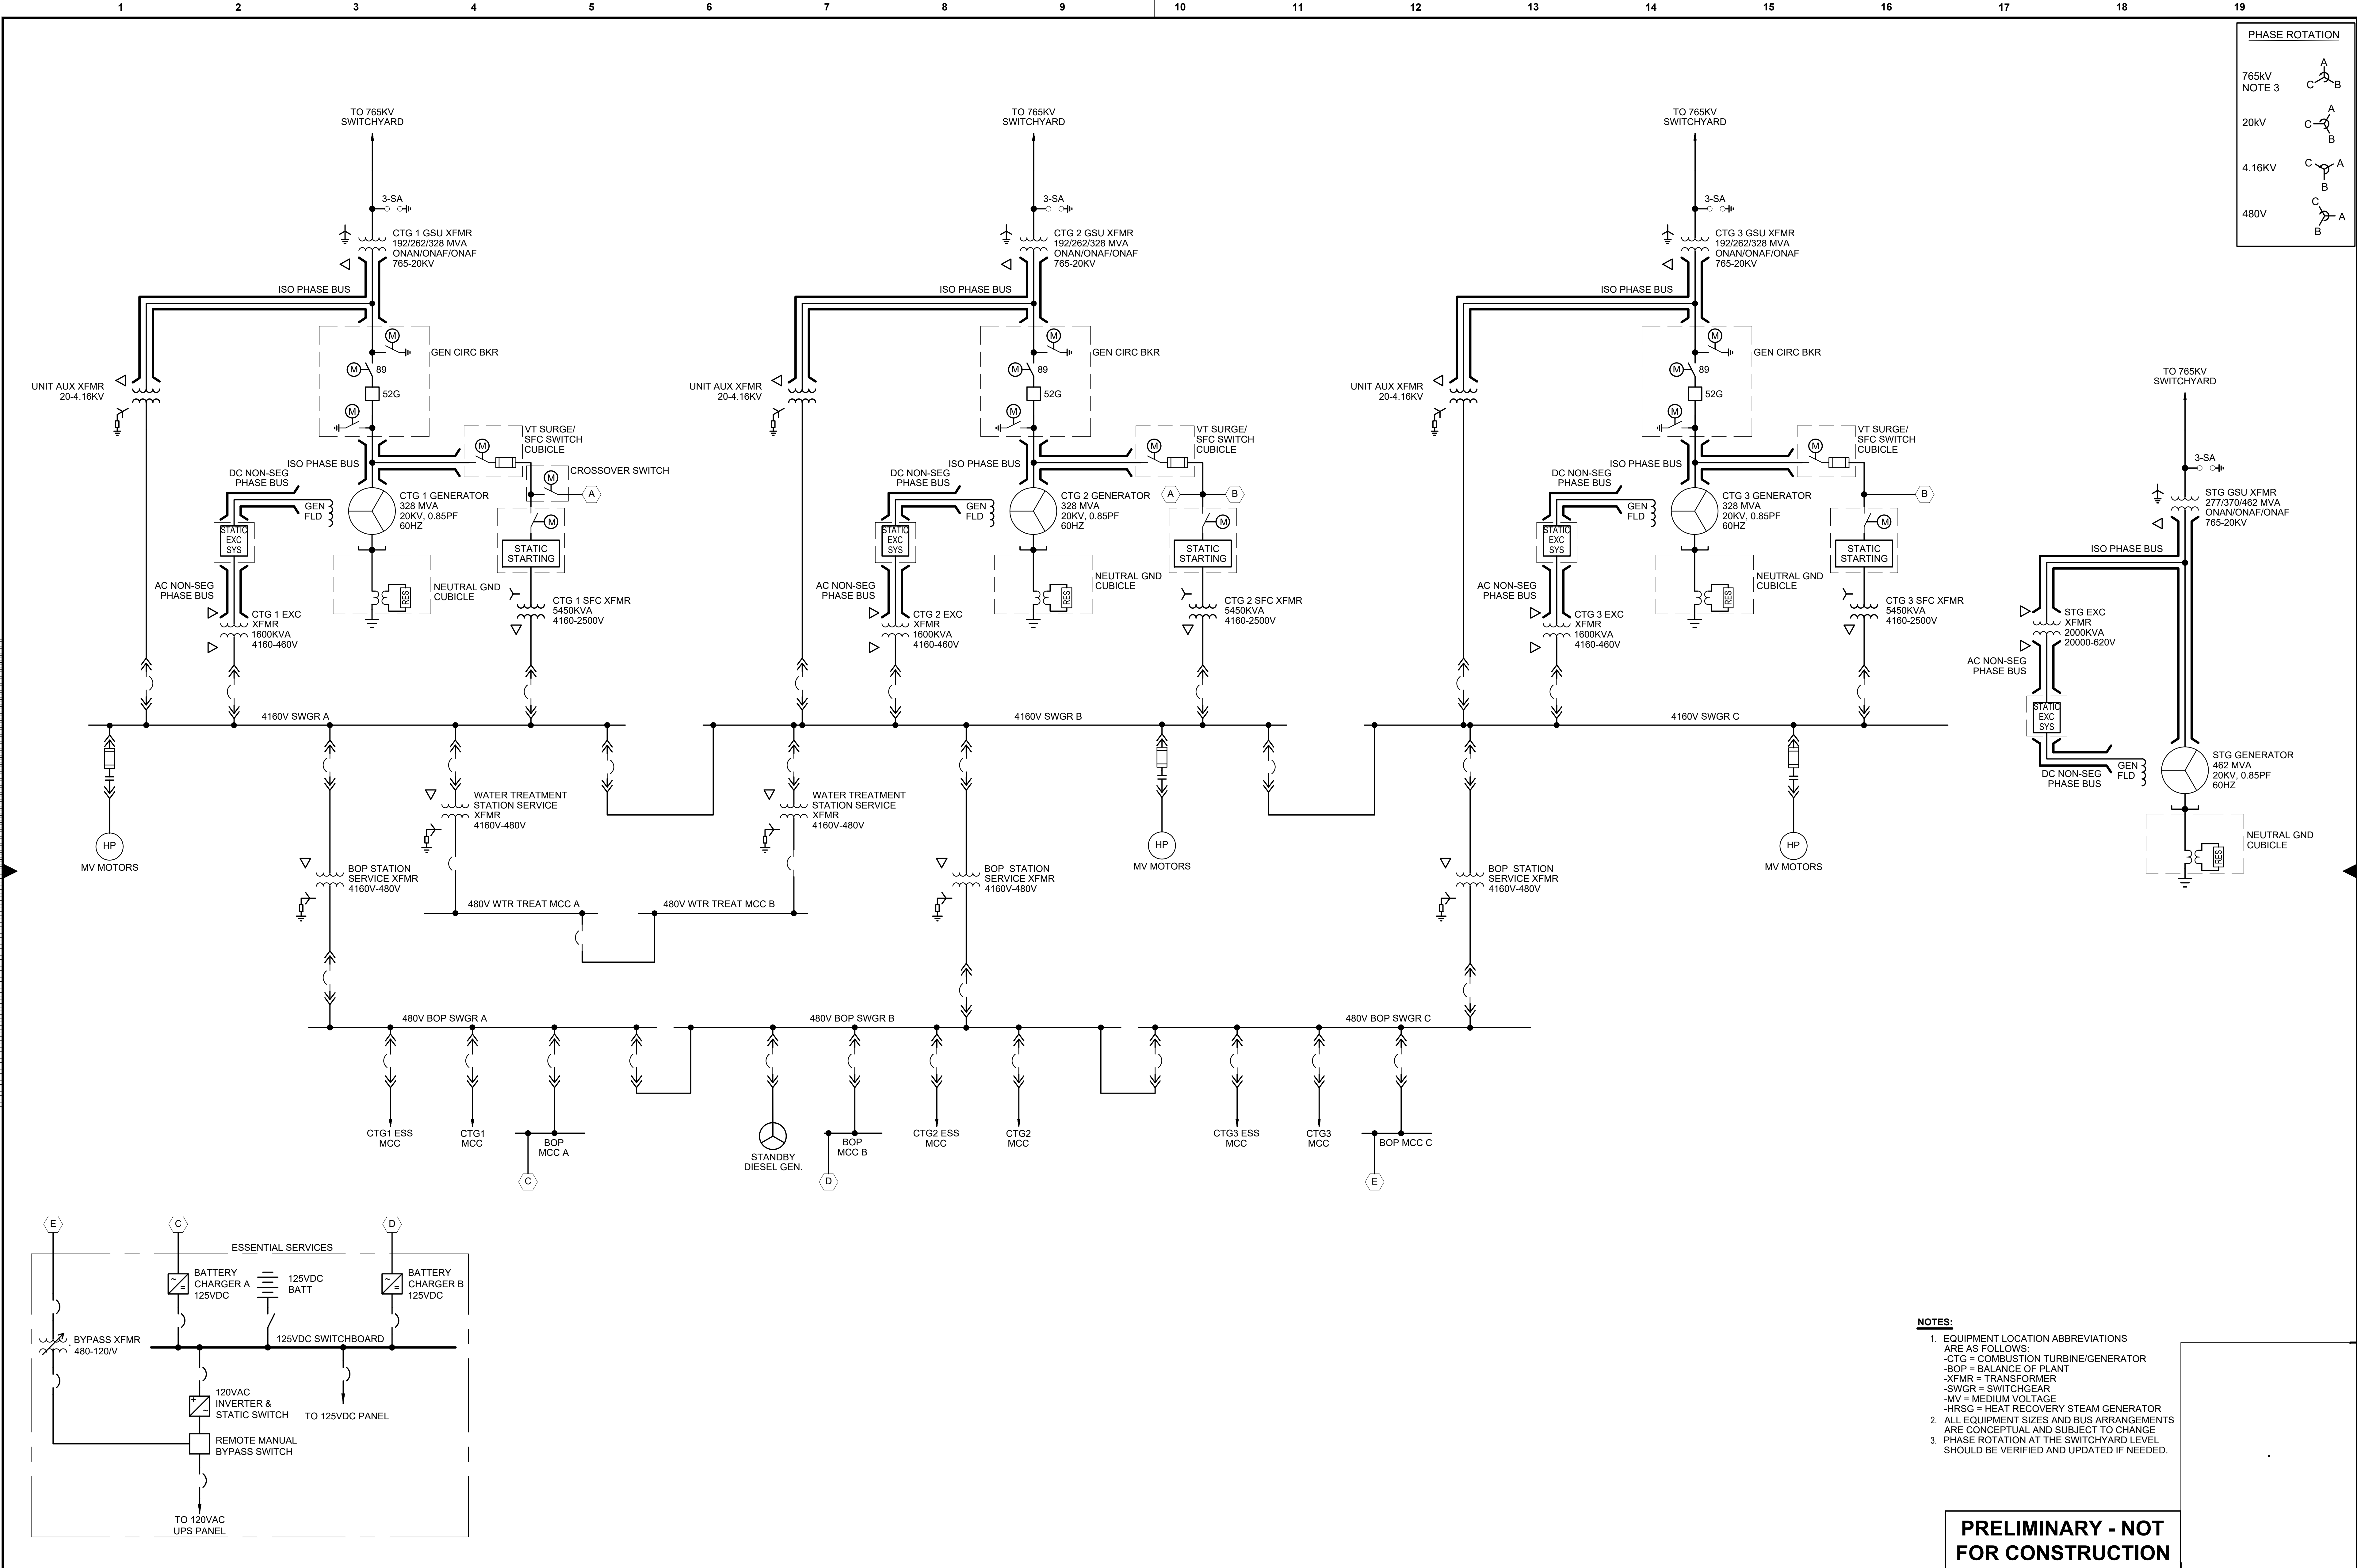 1 2 3 4 5 6 7 8 9 10 11 12 13 14 15 16 17 18 19
PHASE ROTATION
765kV
NOTE 3
A
C
B
20kV
A
C
B
4.16KV
C
A
B
480V
C
A
B
TO 765KV
SWITCHYARD
3-SA
CTG 1 GSU XFMR
192/262/328 MVA
ONAN/ONAF/ONAF
765-20KV
ISO PHASE BUS
M
GEN CIRC BKR
M
89
52G
M
UNIT AUX XFMR
20-4.16KV
VT SURGE/
SFC SWITCH
CUBICLE
M
ISO PHASE BUS
CROSSOVER SWITCH
M
A
DC NON-SEG
PHASE BUS
GEN
FLD
CTG 1 GENERATOR
328 MVA
20KV, 0.85PF
60HZ
STATIC
EXC
SYS
M
STATIC
STARTING
AC NON-SEG
PHASE BUS
NEUTRAL GND
CUBICLE
RES
CTG 1 EXC
XFMR
1600KVA
4160-460V
CTG 1 SFC XFMR
5450KVA
4160-2500V
TO 765KV
SWITCHYARD
3-SA
CTG 2 GSU XFMR
192/262/328 MVA
ONAN/ONAF/ONAF
765-20KV
ISO PHASE BUS
M
GEN CIRC BKR
M
89
52G
M
UNIT AUX XFMR
20-4.16KV
VT SURGE/
SFC SWITCH
CUBICLE
M
ISO PHASE BUS
A
B
DC NON-SEG
PHASE BUS
GEN
FLD
CTG 2 GENERATOR
328 MVA
20KV, 0.85PF
60HZ
STATIC
EXC
SYS
M
STATIC
STARTING
AC NON-SEG
PHASE BUS
NEUTRAL GND
CUBICLE
RES
CTG 2 EXC
XFMR
1600KVA
4160-460V
CTG 2 SFC XFMR
5450KVA
4160-2500V
TO 765KV
SWITCHYARD
3-SA
CTG 3 GSU XFMR
192/262/328 MVA
ONAN/ONAF/ONAF
765-20KV
ISO PHASE BUS
M
GEN CIRC BKR
M
89
52G
M
UNIT AUX XFMR
20-4.16KV
VT SURGE/
SFC SWITCH
CUBICLE
M
ISO PHASE BUS
B
DC NON-SEG
PHASE BUS
GEN
FLD
CTG 3 GENERATOR
328 MVA
20KV, 0.85PF
60HZ
STATIC
EXC
SYS
M
STATIC
STARTING
AC NON-SEG
PHASE BUS
NEUTRAL GND
CUBICLE
RES
CTG 3 EXC
XFMR
1600KVA
4160-460V
CTG 3 SFC XFMR
5450KVA
4160-2500V
TO 765KV
SWITCHYARD
3-SA
STG GSU XFMR
277/370/462 MVA
ONAN/ONAF/ONAF
765-20KV
ISO PHASE BUS
STG EXC
XFMR
2000KVA
20000-620V
AC NON-SEG
PHASE BUS
STATIC
EXC
SYS
DC NON-SEG
PHASE BUS
GEN
FLD
STG GENERATOR
462 MVA
20KV, 0.85PF
60HZ
NEUTRAL GND
CUBICLE
RES
4160V SWGR A
4160V SWGR B
4160V SWGR C
HP
MV MOTORS
WATER TREATMENT
STATION SERVICE
XFMR
4160V-480V
WATER TREATMENT
STATION SERVICE
XFMR
4160V-480V
HP
MV MOTORS
HP
MV MOTORS
BOP STATION
SERVICE XFMR
4160V-480V
BOP STATION
SERVICE XFMR
4160V-480V
BOP STATION
SERVICE XFMR
4160V-480V
480V WTR TREAT MCC A
480V WTR TREAT MCC B
480V BOP SWGR A
480V BOP SWGR B
480V BOP SWGR C
CTG1 ESS
MCC
CTG1
MCC
BOP
MCC A
C
STANDBY
DIESEL GEN.
BOP
MCC B
D
CTG2 ESS
MCC
CTG2
MCC
CTG3 ESS
MCC
CTG3
MCC
BOP MCC C
E
E
C
D
ESSENTIAL SERVICES
BATTERY
CHARGER A
125VDC
125VDC
BATT
BATTERY
CHARGER B
125VDC
BYPASS XFMR
480-120/V
125VDC SWITCHBOARD
120VAC
INVERTER &
STATIC SWITCH
TO 125VDC PANEL
REMOTE MANUAL
BYPASS SWITCH
TO 120VAC
UPS PANEL
NOTES:
1. EQUIPMENT LOCATION ABBREVIATIONS
ARE AS FOLLOWS:
-CTG = COMBUSTION TURBINE/GENERATOR
-BOP = BALANCE OF PLANT
-XFMR = TRANSFORMER
-SWGR = SWITCHGEAR
-MV = MEDIUM VOLTAGE
-HRSG = HEAT RECOVERY STEAM GENERATOR
2. ALL EQUIPMENT SIZES AND BUS ARRANGEMENTS
ARE CONCEPTUAL AND SUBJECT TO CHANGE
3. PHASE ROTATION AT THE SWITCHYARD LEVEL
SHOULD BE VERIFIED AND UPDATED IF NEEDED.
PRELIMINARY - NOT
FOR CONSTRUCTION